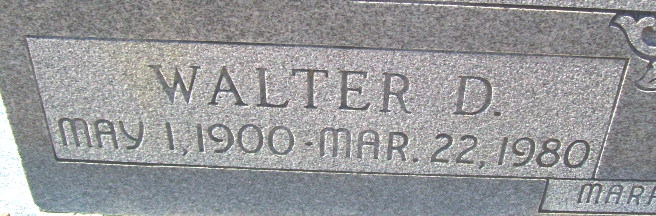 WALTER D.
MAY 1, 1900 - MAR. 22, 1980